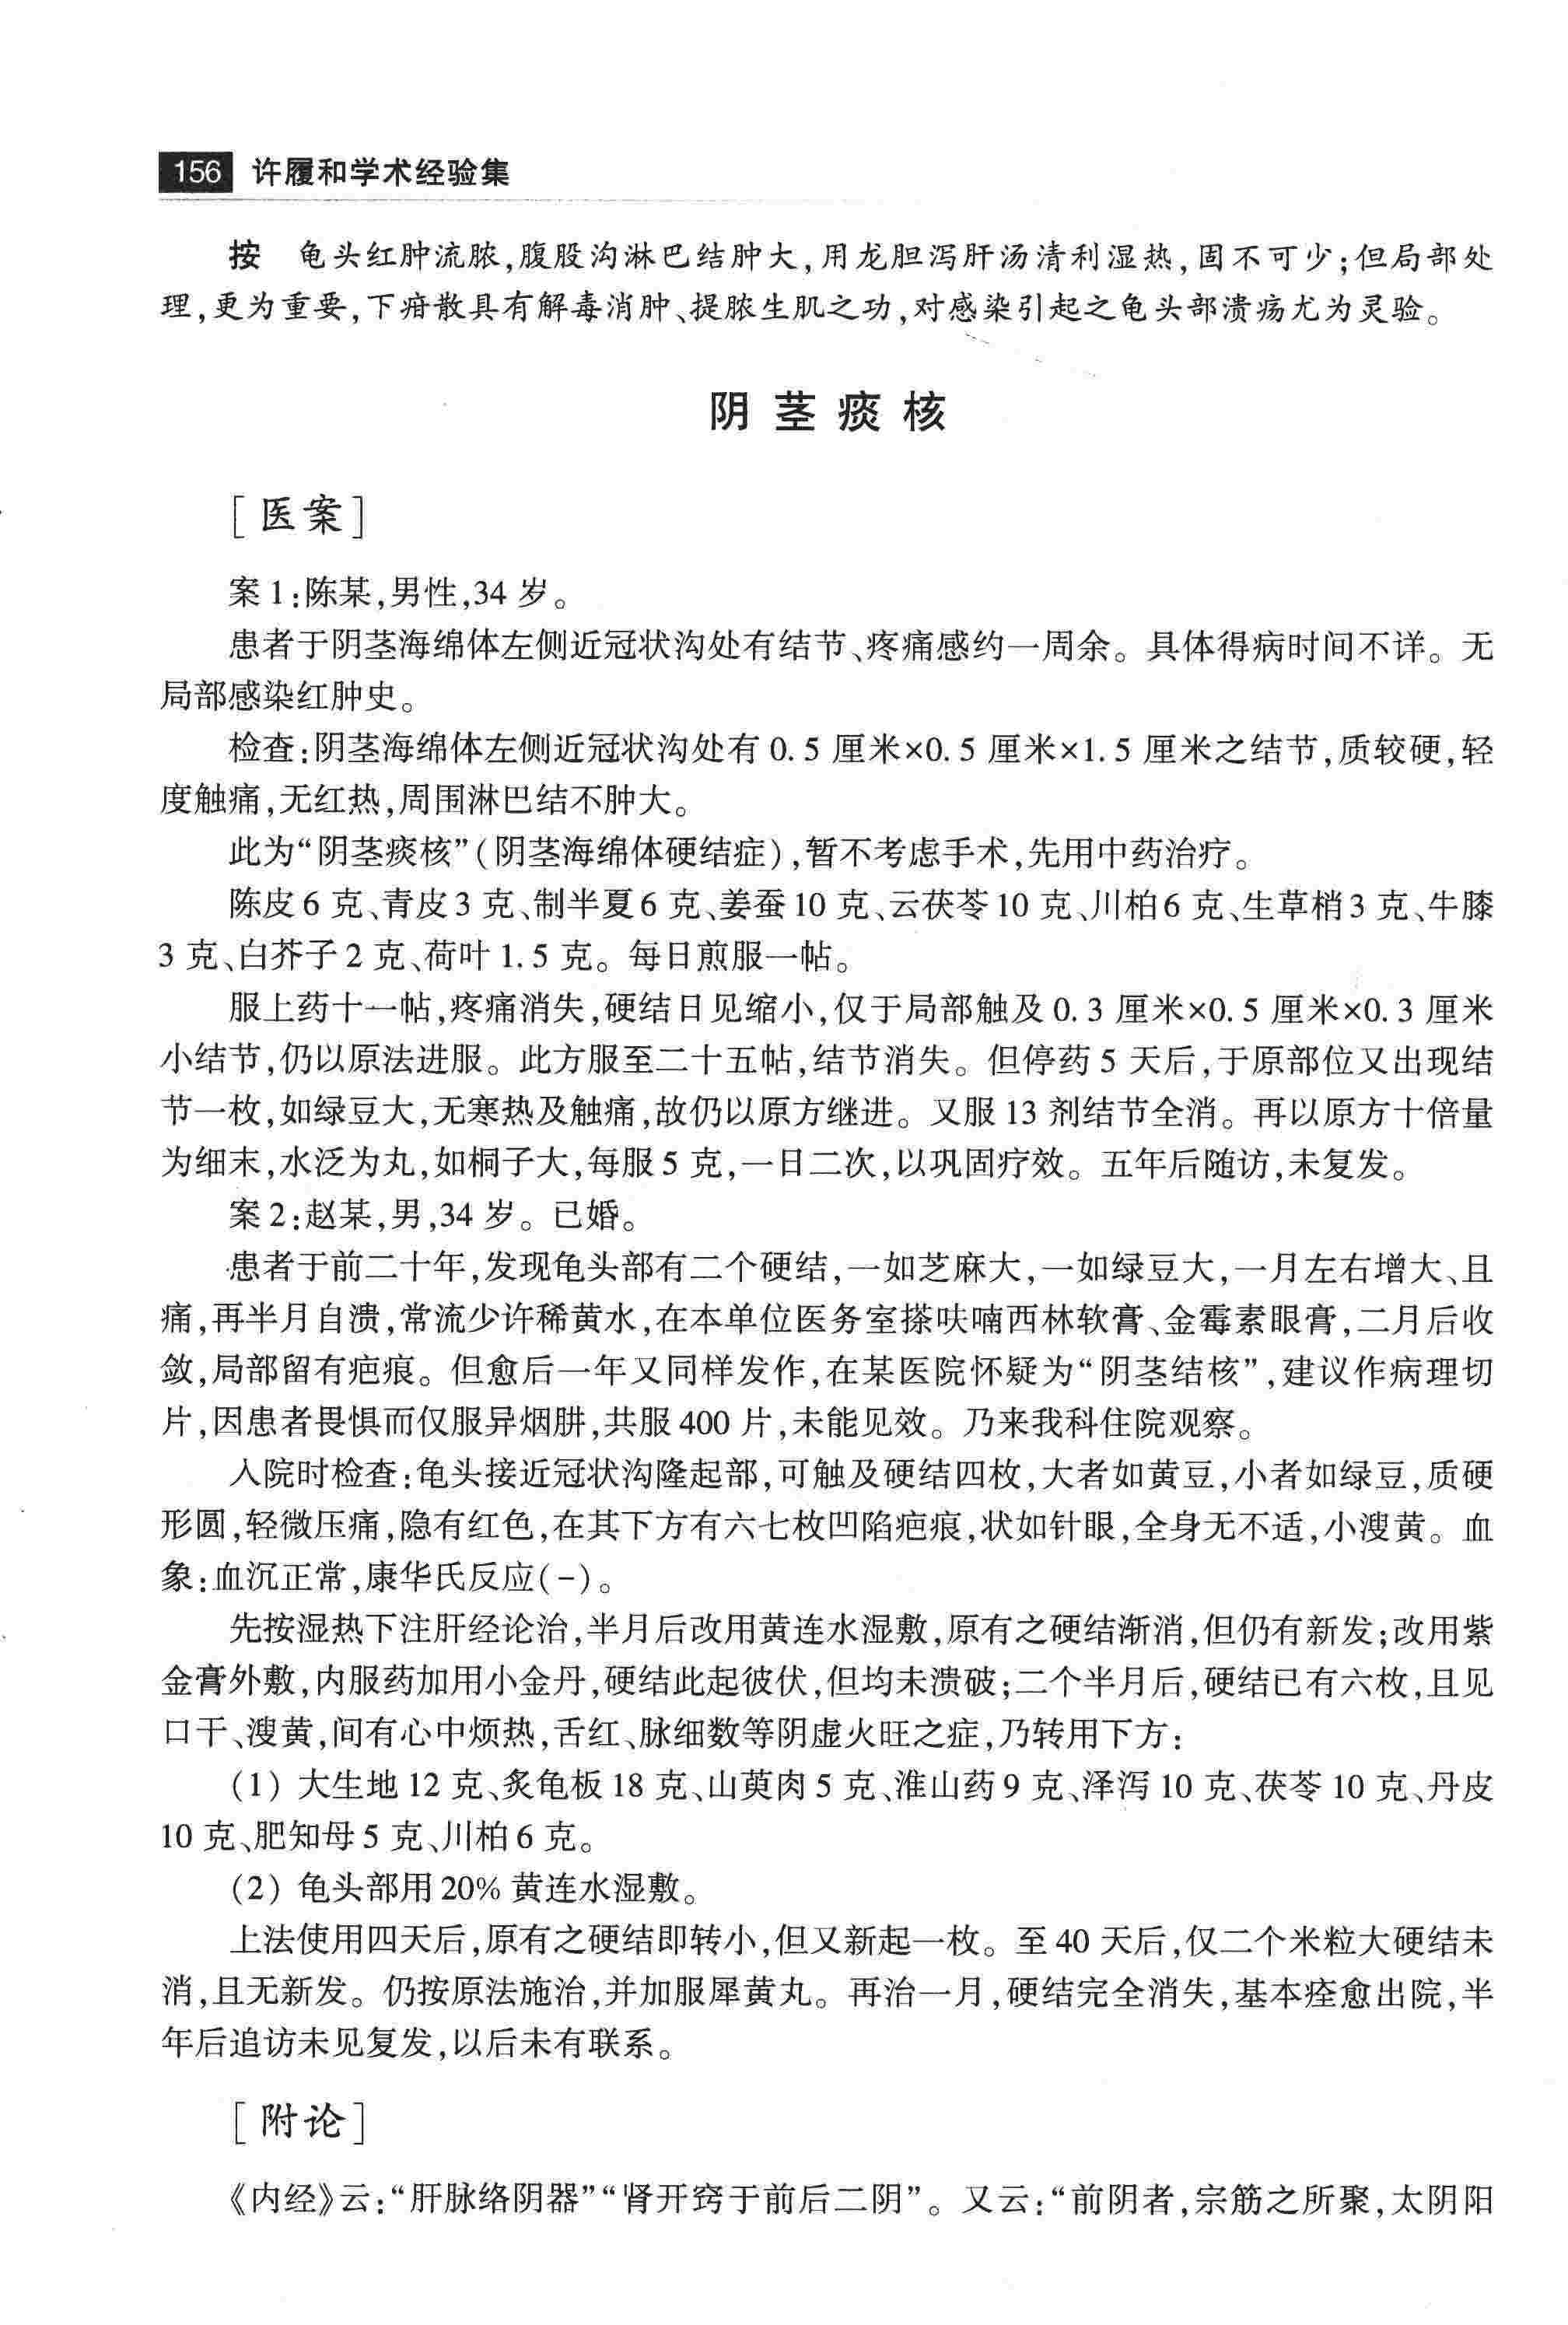 156 许履和学术经验集
按 龟头红肿流脓,腹股沟淋巴结肿大,用龙胆泻肝汤清利湿热,固不可少;但局部处
理,更为重要,下疳散具有解毒消肿、提脓生肌之功,对感染引起之龟头部溃疡尤为灵验。
阴茎痰核
[医案]
案1:陈某,男性,34岁。
患者于阴茎海绵体左侧近冠状沟处有结节、疼痛感约一周余。具体得病时间不详。无
局部感染红肿史。
检查:阴茎海绵体左侧近冠状沟处有0.5厘米×0.5厘米×1.5厘米之结节,质较硬,轻
度触痛,无红热,周围淋巴结不肿大。
此为“阴茎痰核”(阴茎海绵体硬结症),暂不考虑手术,先用中药治疗。
陈皮6克、青皮3克、制半夏6克、姜蚕10克、云茯苓10克、川柏6克、生草梢3克、牛膝
3克、白芥子2克、荷叶1.5克。每日煎服一帖。
服上药十一帖,疼痛消失,硬结日见缩小,仅于局部触及0.3厘米×0.5厘米×0.3厘米
小结节,仍以原法进服。此方服至二十五帖,结节消失。但停药5天后,于原部位又出现结
节一枚,如绿豆大,无寒热及触痛,故仍以原方继进。又服13剂结节全消。再以原方十倍量
为细末,水泛为丸,如桐子大,每服5克,一日二次,以巩固疗效。五年后随访,未复发。
案2:赵某,男,34岁。已婚。
患者于前二十年,发现龟头部有二个硬结,一如芝麻大,一如绿豆大,一月左右增大、且
痛,再半月自溃,常流少许稀黄水,在本单位医务室搽呋喃西林软膏、金霉素眼膏,二月后收
敛,局部留有疤痕。但愈后一年又同样发作,在某医院怀疑为“阴茎结核”,建议作病理切
片,因患者畏惧而仅服异烟肼,共服400片,未能见效。乃来我科住院观察。
入院时检查:龟头接近冠状沟隆起部,可触及硬结四枚,大者如黄豆,小者如绿豆,质硬
形圆,轻微压痛,隐有红色,在其下方有六七枚凹陷疤痕,状如针眼,全身无不适,小溲黄。血
象:血沉正常,康华氏反应(-)。
先按湿热下注肝经论治,半月后改用黄连水湿敷,原有之硬结渐消,但仍有新发;改用紫
金膏外敷,内服药加用小金丹,硬结此起彼伏,但均未溃破;二个半月后,硬结已有六枚,且见
口干、溲黄,间有心中烦热,舌红、脉细数等阴虚火旺之症,乃转用下方:
(1) 大生地12克、炙龟板18克、山萸肉5克、淮山药9克、泽泻10克、茯苓10克、丹皮
10克、肥知母5克、川柏6克。
(2) 龟头部用20%黄连水湿敷。
上法使用四天后,原有之硬结即转小,但又新起一枚。至40天后,仅二个米粒大硬结未
消,且无新发。仍按原法施治,并加服犀黄丸。再治一月,硬结完全消失,基本痊愈出院,半
年后追访未见复发,以后未有联系。
[附论]
《内经》云:“肝脉络阴器”“肾开窍于前后二阴”。又云:“前阴者,宗筋之所聚,太阴阳